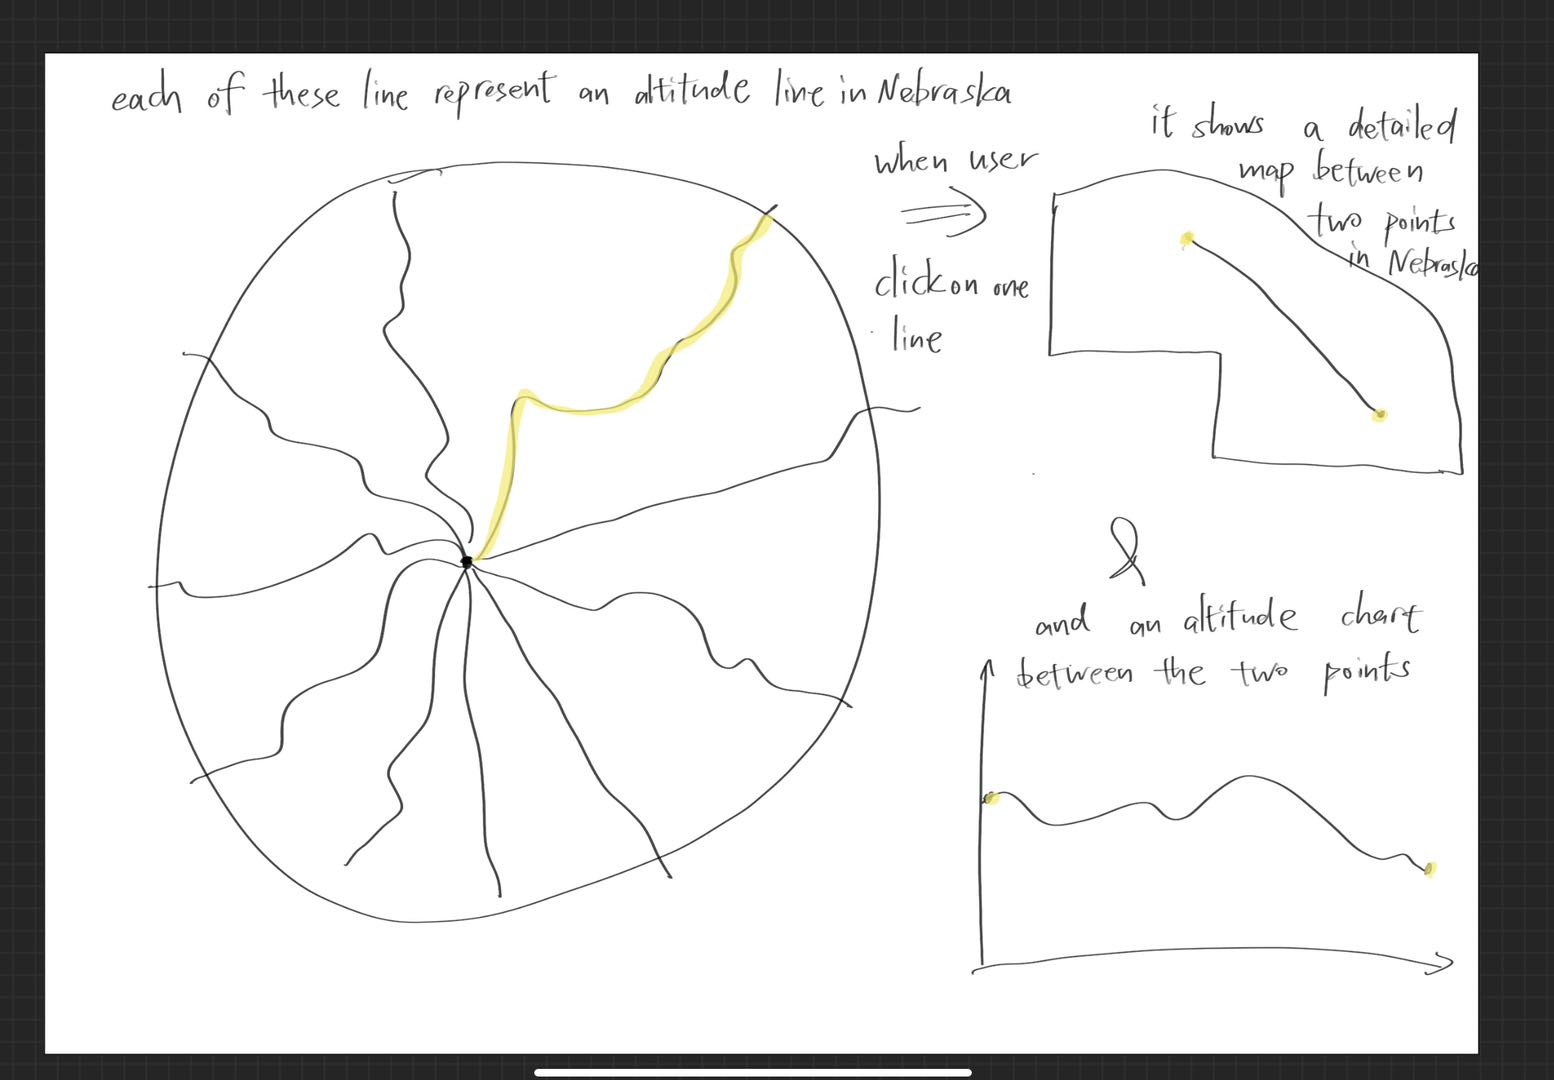 each of these line represent an altitude line in Nebraska
when user
click on one
line
it shows a detailed
map between
two points
in Nebraska
&
and an altitude chart
between the two points